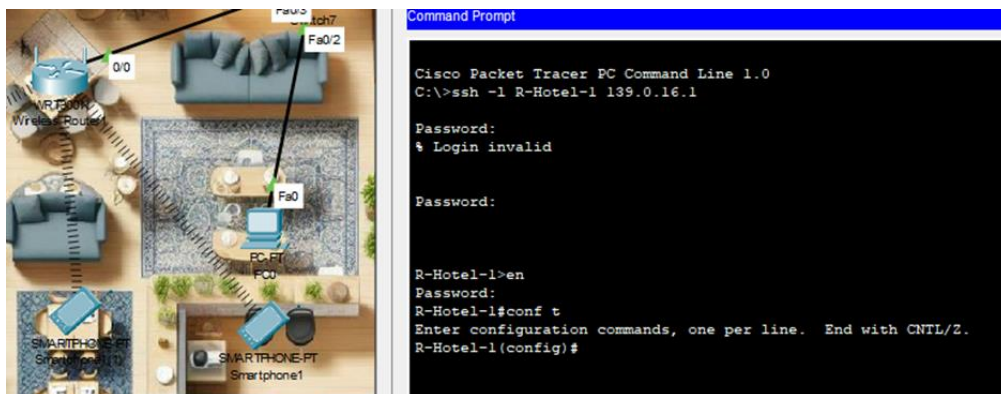 Fa0/3
Switch7
Fa0/2
0/0
WRT300N
Wireless Router1
Fa0
PC-PT
PC0
SMARTPHONE-PT
SMARTPHONE-PT
Smartphone1
Command Prompt
Cisco Packet Tracer PC Command Line 1.0
C:\>ssh -l R-Hotel-1 139.0.16.1
Password:
% Login invalid
Password:
R-Hotel-1>en
Password:
R-Hotel-1#conf t
Enter configuration commands, one per line.  End with CNTL/Z.
R-Hotel-1(config)#